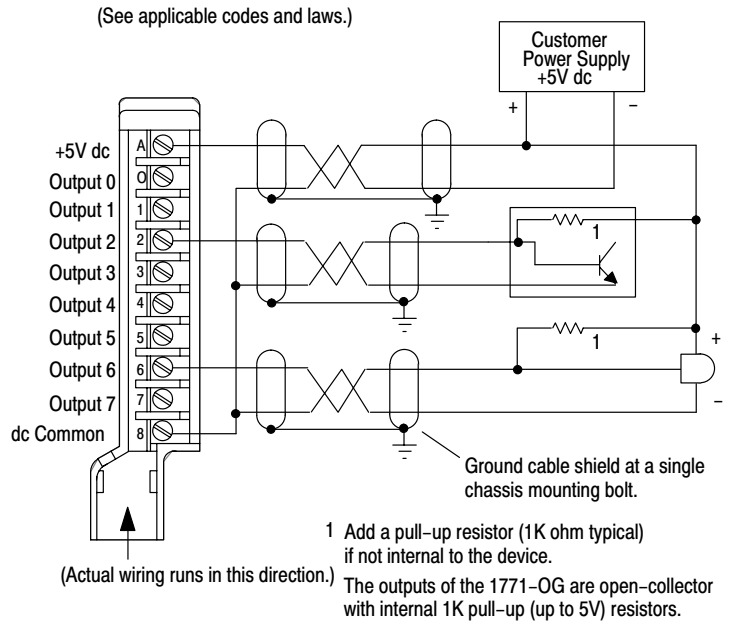 (See applicable codes and laws.)
Customer
Power Supply
+5V dc
+ −
+5V dc A
Output 0 0
Output 1 1
Output 2 2
Output 3 3
Output 4 4
Output 5 5
Output 6 6
Output 7 7
dc Common 8
1
1
+
−
Ground cable shield at a single
chassis mounting bolt.
1 Add a pull−up resistor (1K ohm typical)
if not internal to the device.
(Actual wiring runs in this direction.)
The outputs of the 1771−OG are open−collector
with internal 1K pull−up (up to 5V) resistors.